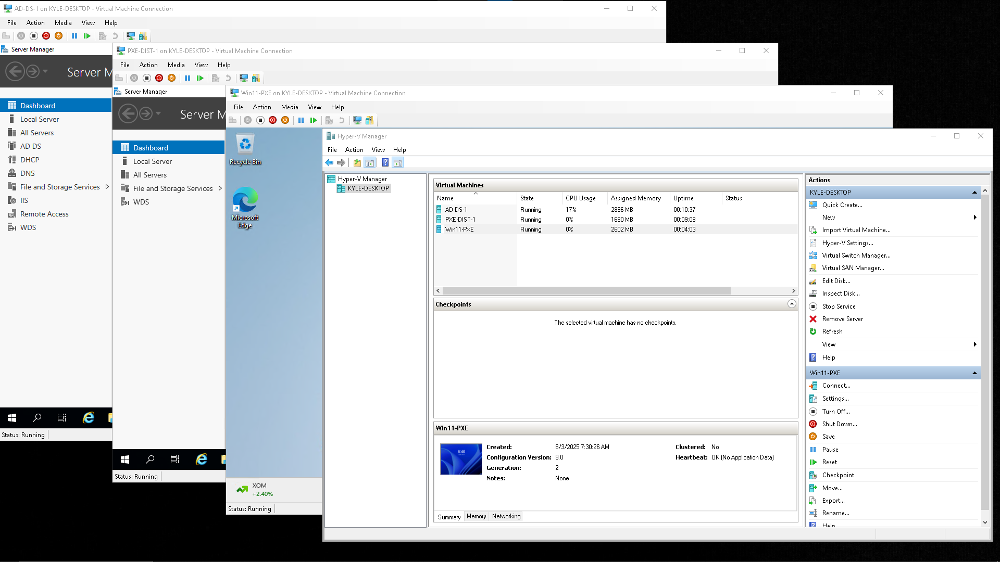 AD-DS-1 on KYLE-DESKTOP - Virtual Machine Connection
File Action Media View Help
Server Manager
Server M
Dashboard
Local Server
All Servers
AD DS
DHCP
DNS
File and Storage Services
IIS
Remote Access
WDS
Status: Running
PXE-DIST-1 on KYLE-DESKTOP - Virtual Machine Connection
File Action Media View Help
Server Manager
Server M
Dashboard
Local Server
All Servers
File and Storage Services
WDS
Status: Running
Win11-PXE on KYLE-DESKTOP - Virtual Machine Connection
File Action Media View Help
Recycle Bin
Microsoft
Edge
XOM
+2.40%
Status: Running
Hyper-V Manager
File Action View Help
Hyper-V Manager
KYLE-DESKTOP
Virtual Machines
Name State CPU Usage Assigned Memory Uptime Status
AD-DS-1 Running 17% 2896 MB 00:10:37
PXE-DIST-1 Running 0% 1680 MB 00:09:08
Win11-PXE Running 0% 2602 MB 00:04:03
Checkpoints
The selected virtual machine has no checkpoints.
Win11-PXE
8:40
Created: 6/3/2025 7:30:26 AM Clustered: No
Configuration Version: 9.0 Heartbeat: OK (No Application Data)
Generation: 2
Notes: None
Summary Memory Networking
Actions
KYLE-DESKTOP
Quick Create...
New
Import Virtual Machine...
Hyper-V Settings...
Virtual Switch Manager...
Virtual SAN Manager...
Edit Disk...
Inspect Disk...
Stop Service
Remove Server
Refresh
View
Help
Win11-PXE
Connect...
Settings...
Turn Off...
Shut Down...
Save
Pause
Reset
Checkpoint
Move...
Export...
Rename...
Help